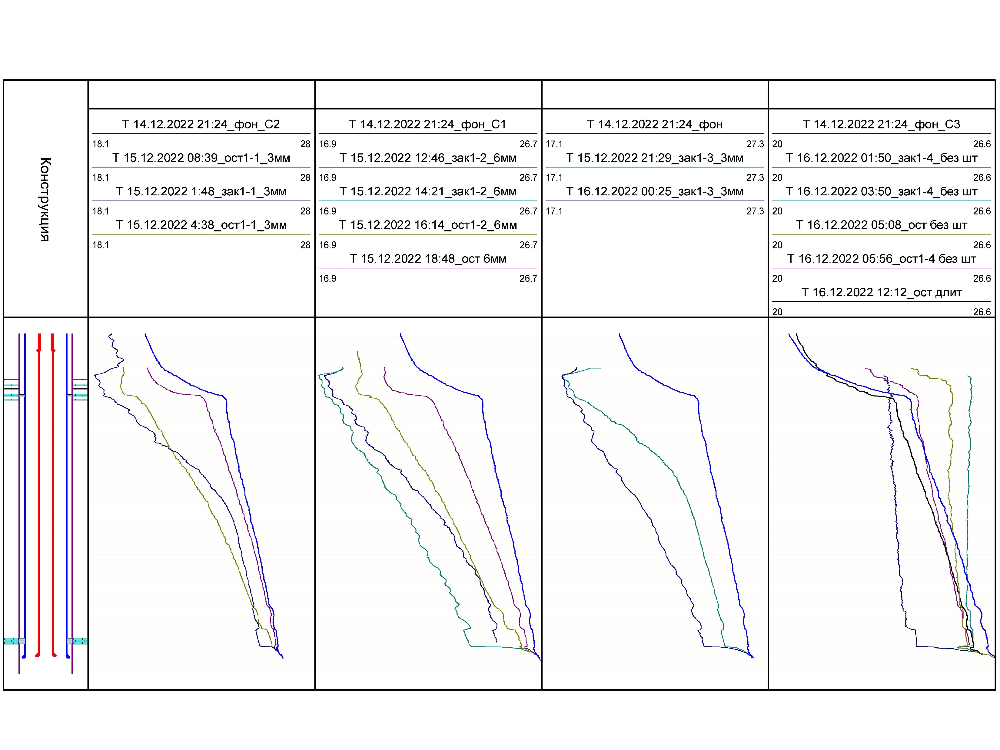 Конструкция
Т 14.12.2022 21:24_фон_С2
18.1 28
Т 15.12.2022 08:39_ост1-1_3мм
18.1 28
Т 15.12.2022 1:48_зак1-1_3мм
18.1 28
Т 15.12.2022 4:38_ост1-1_3мм
18.1 28
Т 14.12.2022 21:24_фон_С1
16.9 26.7
Т 15.12.2022 12:46_зак1-2_6мм
16.9 26.7
Т 15.12.2022 14:21_зак1-2_6мм
16.9 26.7
Т 15.12.2022 16:14_ост1-2_6мм
16.9 26.7
Т 15.12.2022 18:48_ост 6мм
16.9 26.7
Т 14.12.2022 21:24_фон
17.1 27.3
Т 15.12.2022 21:29_зак1-3_3мм
17.1 27.3
Т 16.12.2022 00:25_зак1-3_3мм
17.1 27.3
Т 14.12.2022 21:24_фон_С3
20 26.6
Т 16.12.2022 01:50_зак1-4_без шт
20 26.6
Т 16.12.2022 03:50_зак1-4_без шт
20 26.6
Т 16.12.2022 05:08_ост без шт
20 26.6
Т 16.12.2022 05:56_ост1-4 без шт
20 26.6
Т 16.12.2022 12:12_ост длит
20 26.6